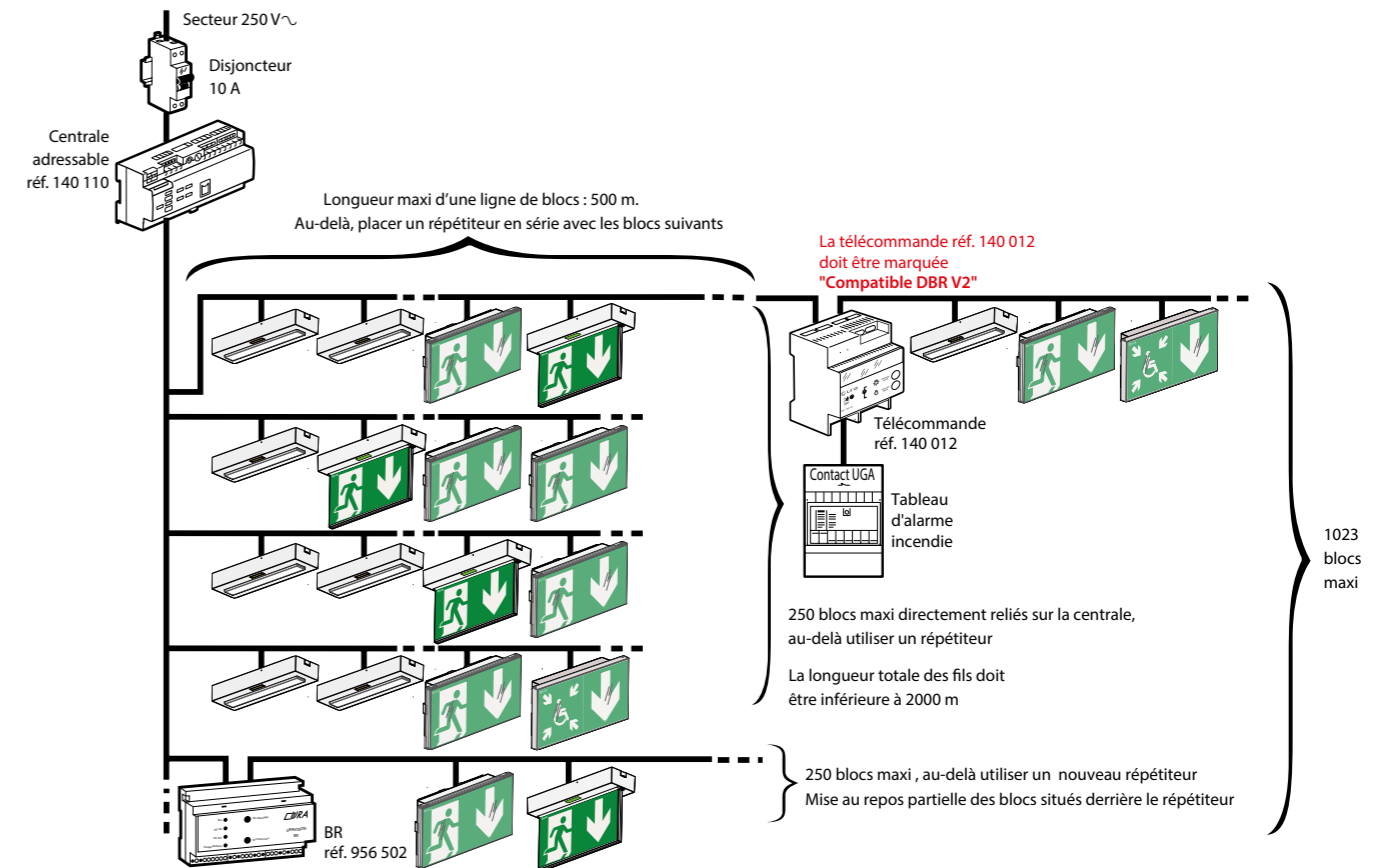 Secteur 250 V~
Disjoncteur
10 A
Centrale
adressable
réf. 140 110
Longueur maxi d'une ligne de blocs : 500 m.
Au-delà, placer un répétiteur en série avec les blocs suivants
La télécommande réf. 140 012
doit être marquée
"Compatible DBR V2"
Télécommande
réf. 140 012
Contact UGA
Tableau
d'alarme
incendie
1023
blocs
maxi
250 blocs maxi directement reliés sur la centrale,
au-delà utiliser un répétiteur
La longueur totale des fils doit
être inférieure à 2000 m
250 blocs maxi , au-delà utiliser un nouveau répétiteur
Mise au repos partielle des blocs situés derrière le répétiteur
URA
BR
réf. 956 502